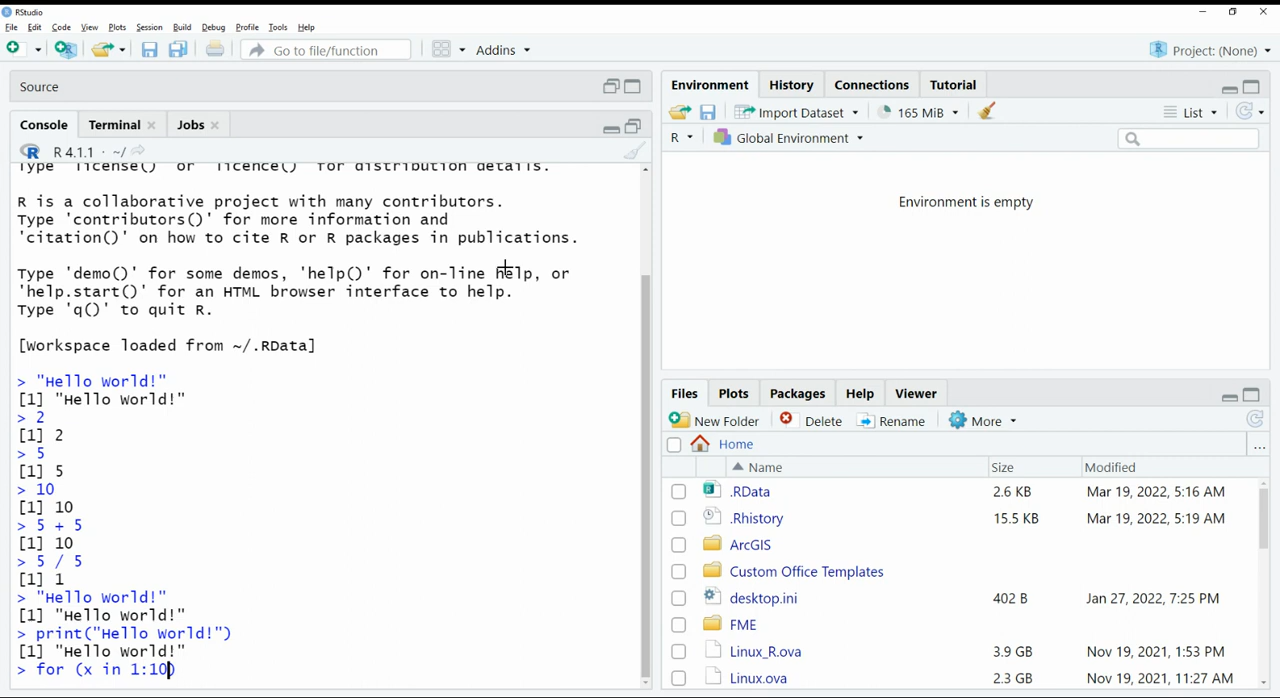 RStudio
File Edit Code View Plots Session Build Debug Profile Tools Help
Go to file/function Addins Project: (None)
Source
Console Terminal Jobs
R 4.1.1 · ~/
Type 'license()' or 'licence()' for distribution details.
R is a collaborative project with many contributors.
Type 'contributors()' for more information and
'citation()' on how to cite R or R packages in publications.
Type 'demo()' for some demos, 'help()' for on-line help, or
'help.start()' for an HTML browser interface to help.
Type 'q()' to quit R.
[Workspace loaded from ~/.RData]
> "Hello World!"
[1] "Hello World!"
> 2
[1] 2
> 5
[1] 5
> 10
[1] 10
> 5 + 5
[1] 10
> 5 / 5
[1] 1
> "Hello World!"
[1] "Hello World!"
> print("Hello World!")
[1] "Hello World!"
> for (x in 1:10)
Environment History Connections Tutorial
Import Dataset 165 MiB List
R Global Environment
Environment is empty
Files Plots Packages Help Viewer
New Folder Delete Rename More
Home ...
Name Size Modified
.RData 2.6 KB Mar 19, 2022, 5:16 AM
.Rhistory 15.5 KB Mar 19, 2022, 5:19 AM
ArcGIS
Custom Office Templates
desktop.ini 402 B Jan 27, 2022, 7:25 PM
FME
Linux_R.ova 3.9 GB Nov 19, 2021, 1:53 PM
Linux.ova 2.3 GB Nov 19, 2021, 11:27 AM